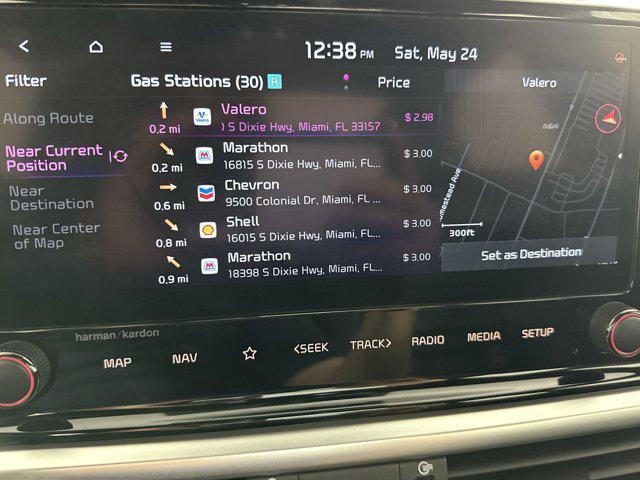 12:38 PM Sat, May 24
Filter
Gas Stations (30) R
Price
Valero
Along Route
Near Current
Position
Near
Destination
Near Center
of Map
0.2 mi
Valero
) S Dixie Hwy, Miami, FL 33157
$ 2.98
0.2 mi
Marathon
16815 S Dixie Hwy, Miami, FL...
$ 3.00
0.6 mi
Chevron
9500 Colonial Dr, Miami, FL ...
$ 3.00
0.8 mi
Shell
16015 S Dixie Hwy, Miami, FL...
$ 3.00
0.9 mi
Marathon
18398 S Dixie Hwy, Miami, FL...
$ 3.00
mestead Ave
300ft
Set as Destination
harman/kardon
MAP
NAV
<SEEK
TRACK>
RADIO
MEDIA
SETUP